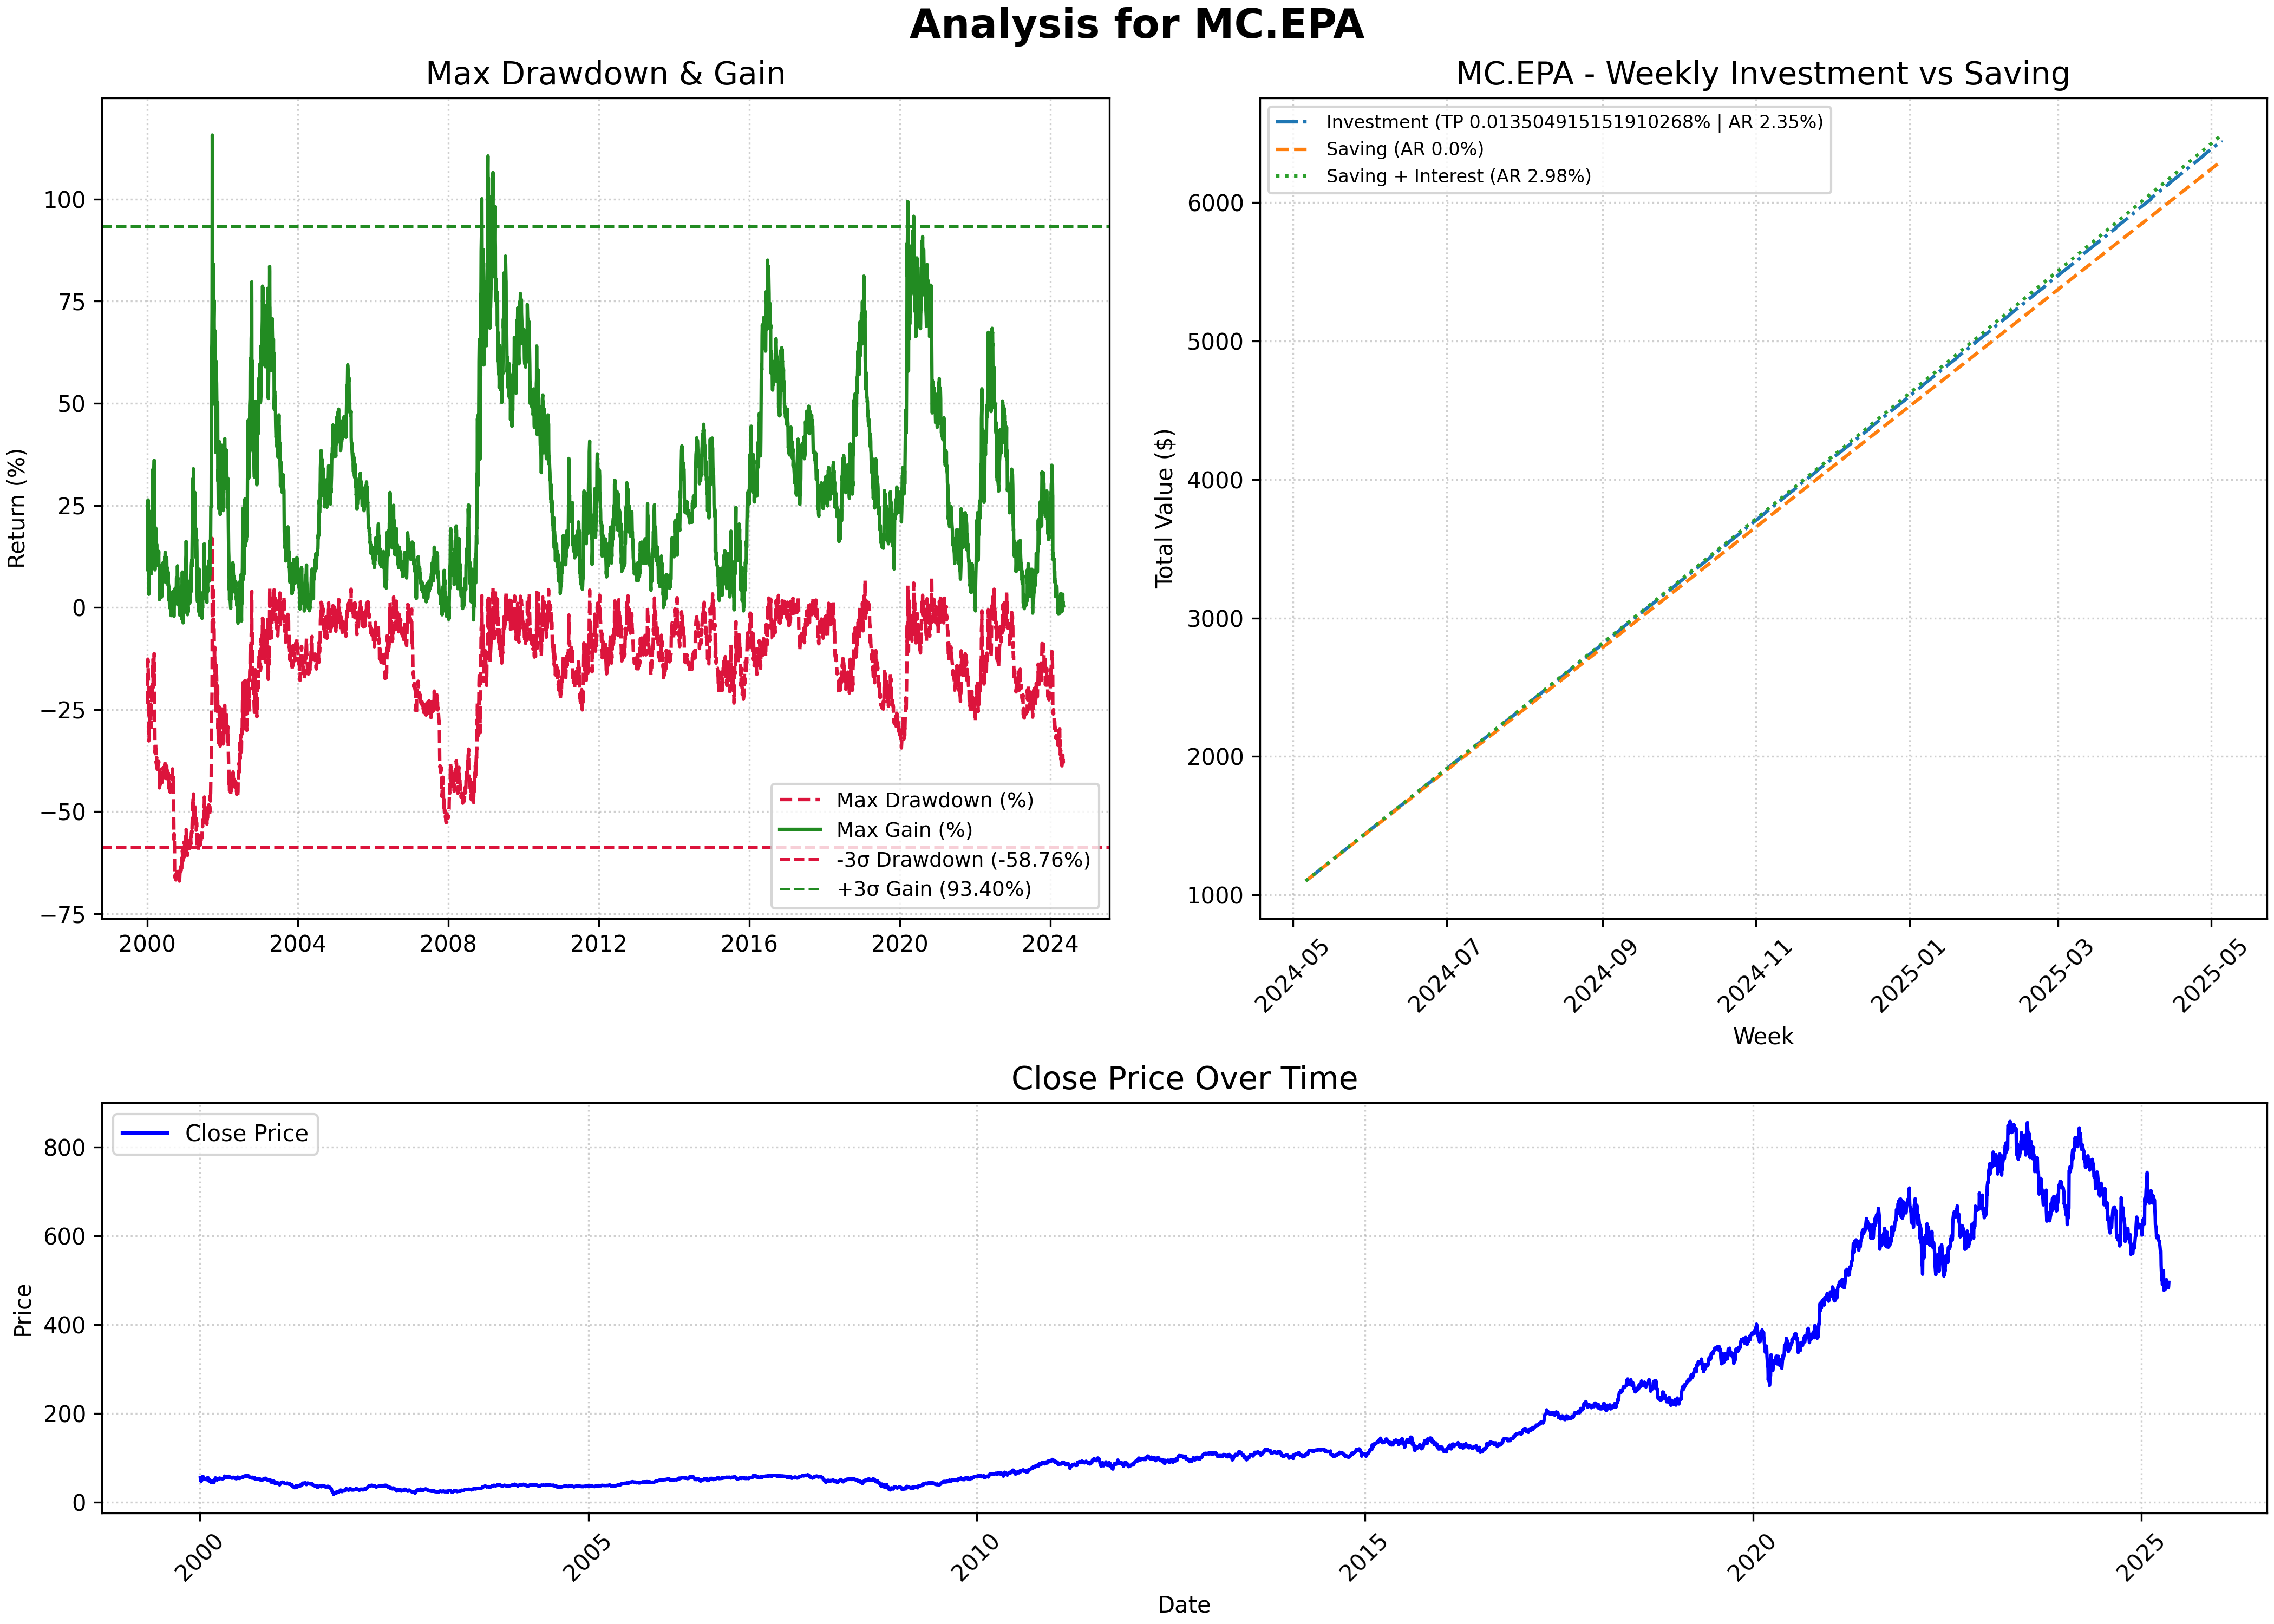 Analysis for MC.EPA
Max Drawdown & Gain
Return (%)
100
75
50
25
0
−25
−50
−75
2000
2004
2008
2012
2016
2020
2024
Max Drawdown (%)
Max Gain (%)
-3σ Drawdown (-58.76%)
+3σ Gain (93.40%)
MC.EPA - Weekly Investment vs Saving
Total Value ($)
6000
5000
4000
3000
2000
1000
Investment (TP 0.013504915151910268% | AR 2.35%)
Saving (AR 0.0%)
Saving + Interest (AR 2.98%)
2024-05
2024-07
2024-09
2024-11
2025-01
2025-03
2025-05
Week
Close Price Over Time
Close Price
Price
800
600
400
200
0
2000
2005
2010
2015
2020
2025
Date